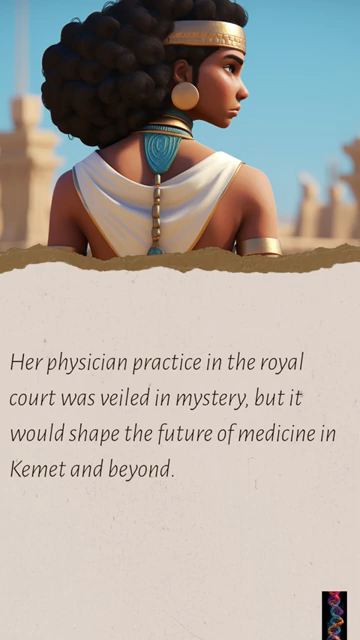 Her physician practice in the royal
court was veiled in mystery, but it
would shape the future of medicine in
Kemet and beyond.